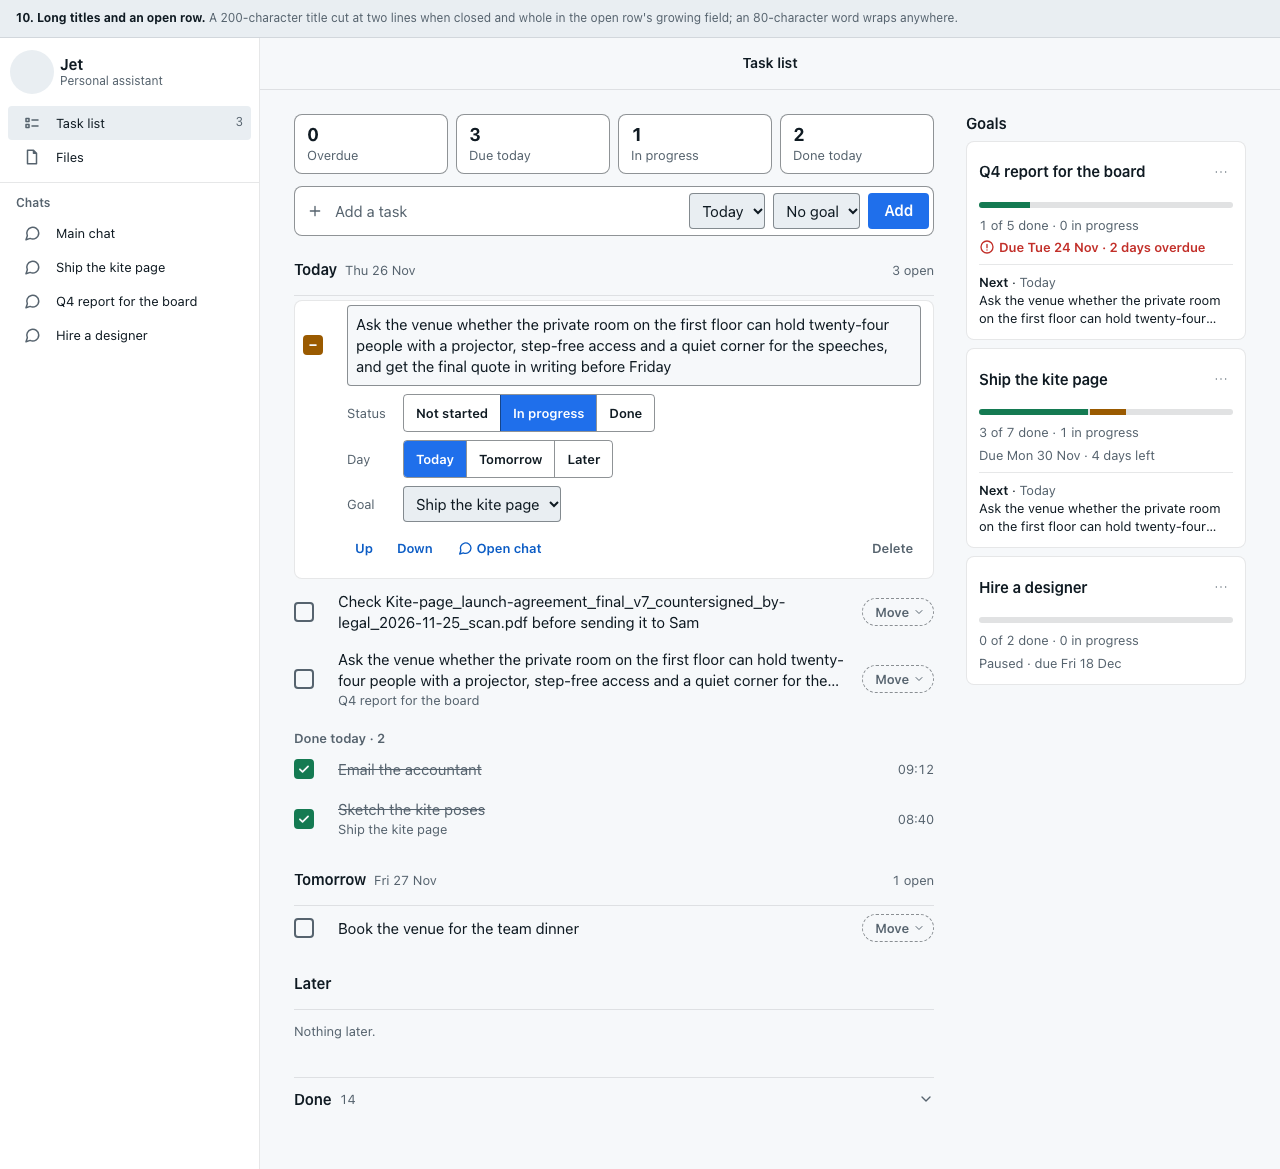 10. Long titles and an open row. A 200-character title cut at two lines when closed and whole in the open row's growing field; an 80-character word wraps anywhere.
Jet
Personal assistant
Task list 3
Files
Chats
Main chat
Ship the kite page
Q4 report for the board
Hire a designer
Task list
0
Overdue
3
Due today
1
In progress
2
Done today
Add a task
Today
No goal
Add
Today Thu 26 Nov 3 open
Ask the venue whether the private room on the first floor can hold twenty-four
people with a projector, step-free access and a quiet corner for the speeches,
and get the final quote in writing before Friday
Status Not started In progress Done
Day Today Tomorrow Later
Goal Ship the kite page
Up Down Open chat Delete
Check Kite-page_launch-agreement_final_v7_countersigned_by-
legal_2026-11-25_scan.pdf before sending it to Sam
Move
Ask the venue whether the private room on the first floor can hold twenty-
four people with a projector, step-free access and a quiet corner for the…
Q4 report for the board
Move
Done today · 2
Email the accountant 09:12
Sketch the kite poses
Ship the kite page
08:40
Tomorrow Fri 27 Nov 1 open
Book the venue for the team dinner Move
Later
Nothing later.
Done 14
Goals
Q4 report for the board ···
1 of 5 done · 0 in progress
Due Tue 24 Nov · 2 days overdue
Next · Today
Ask the venue whether the private room
on the first floor can hold twenty-four…
Ship the kite page ···
3 of 7 done · 1 in progress
Due Mon 30 Nov · 4 days left
Next · Today
Ask the venue whether the private room
on the first floor can hold twenty-four…
Hire a designer ···
0 of 2 done · 0 in progress
Paused · due Fri 18 Dec